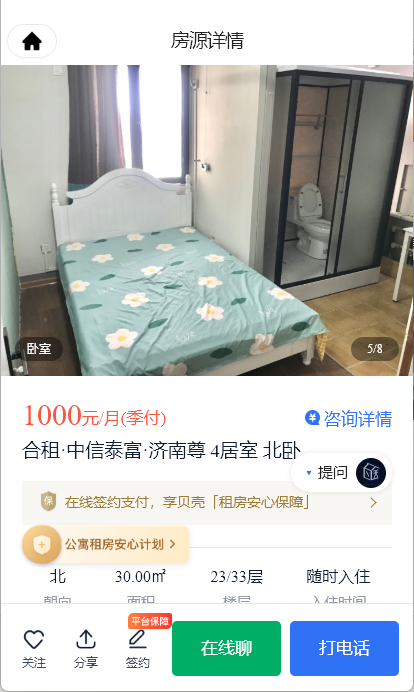 房源详情
卧室
5/8
1000元/月(季付)
咨询详情
合租·中信泰富·济南尊 4居室 北卧
提问
保
在线签约支付，享贝壳「租房安心保障」
公寓租房安心计划
北
30.00㎡
23/33层
随时入住
朝向
面积
楼层
入住时间
平台保障
关注
分享
签约
在线聊
打电话